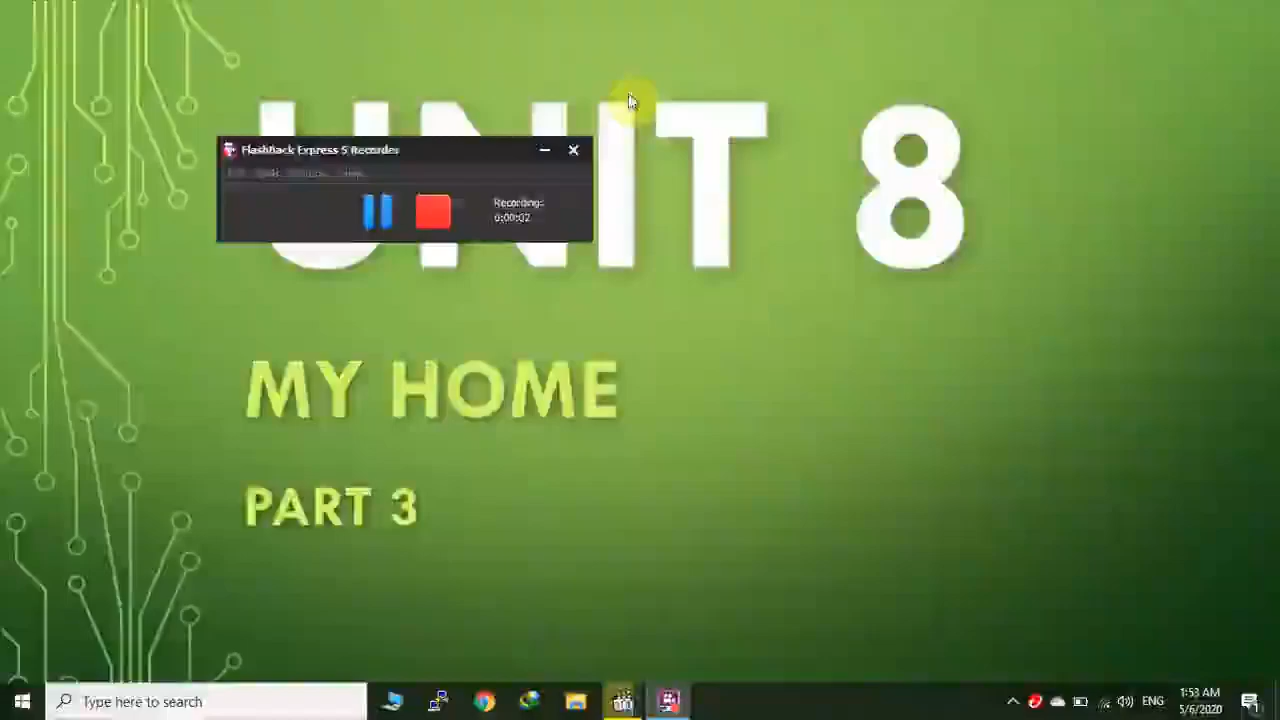 UNIT 8
FlashBack Express 5 Recorder
Recording:
0:00:02
MY HOME
PART 3
Type here to search
ENG
1:53 AM
5/6/2020